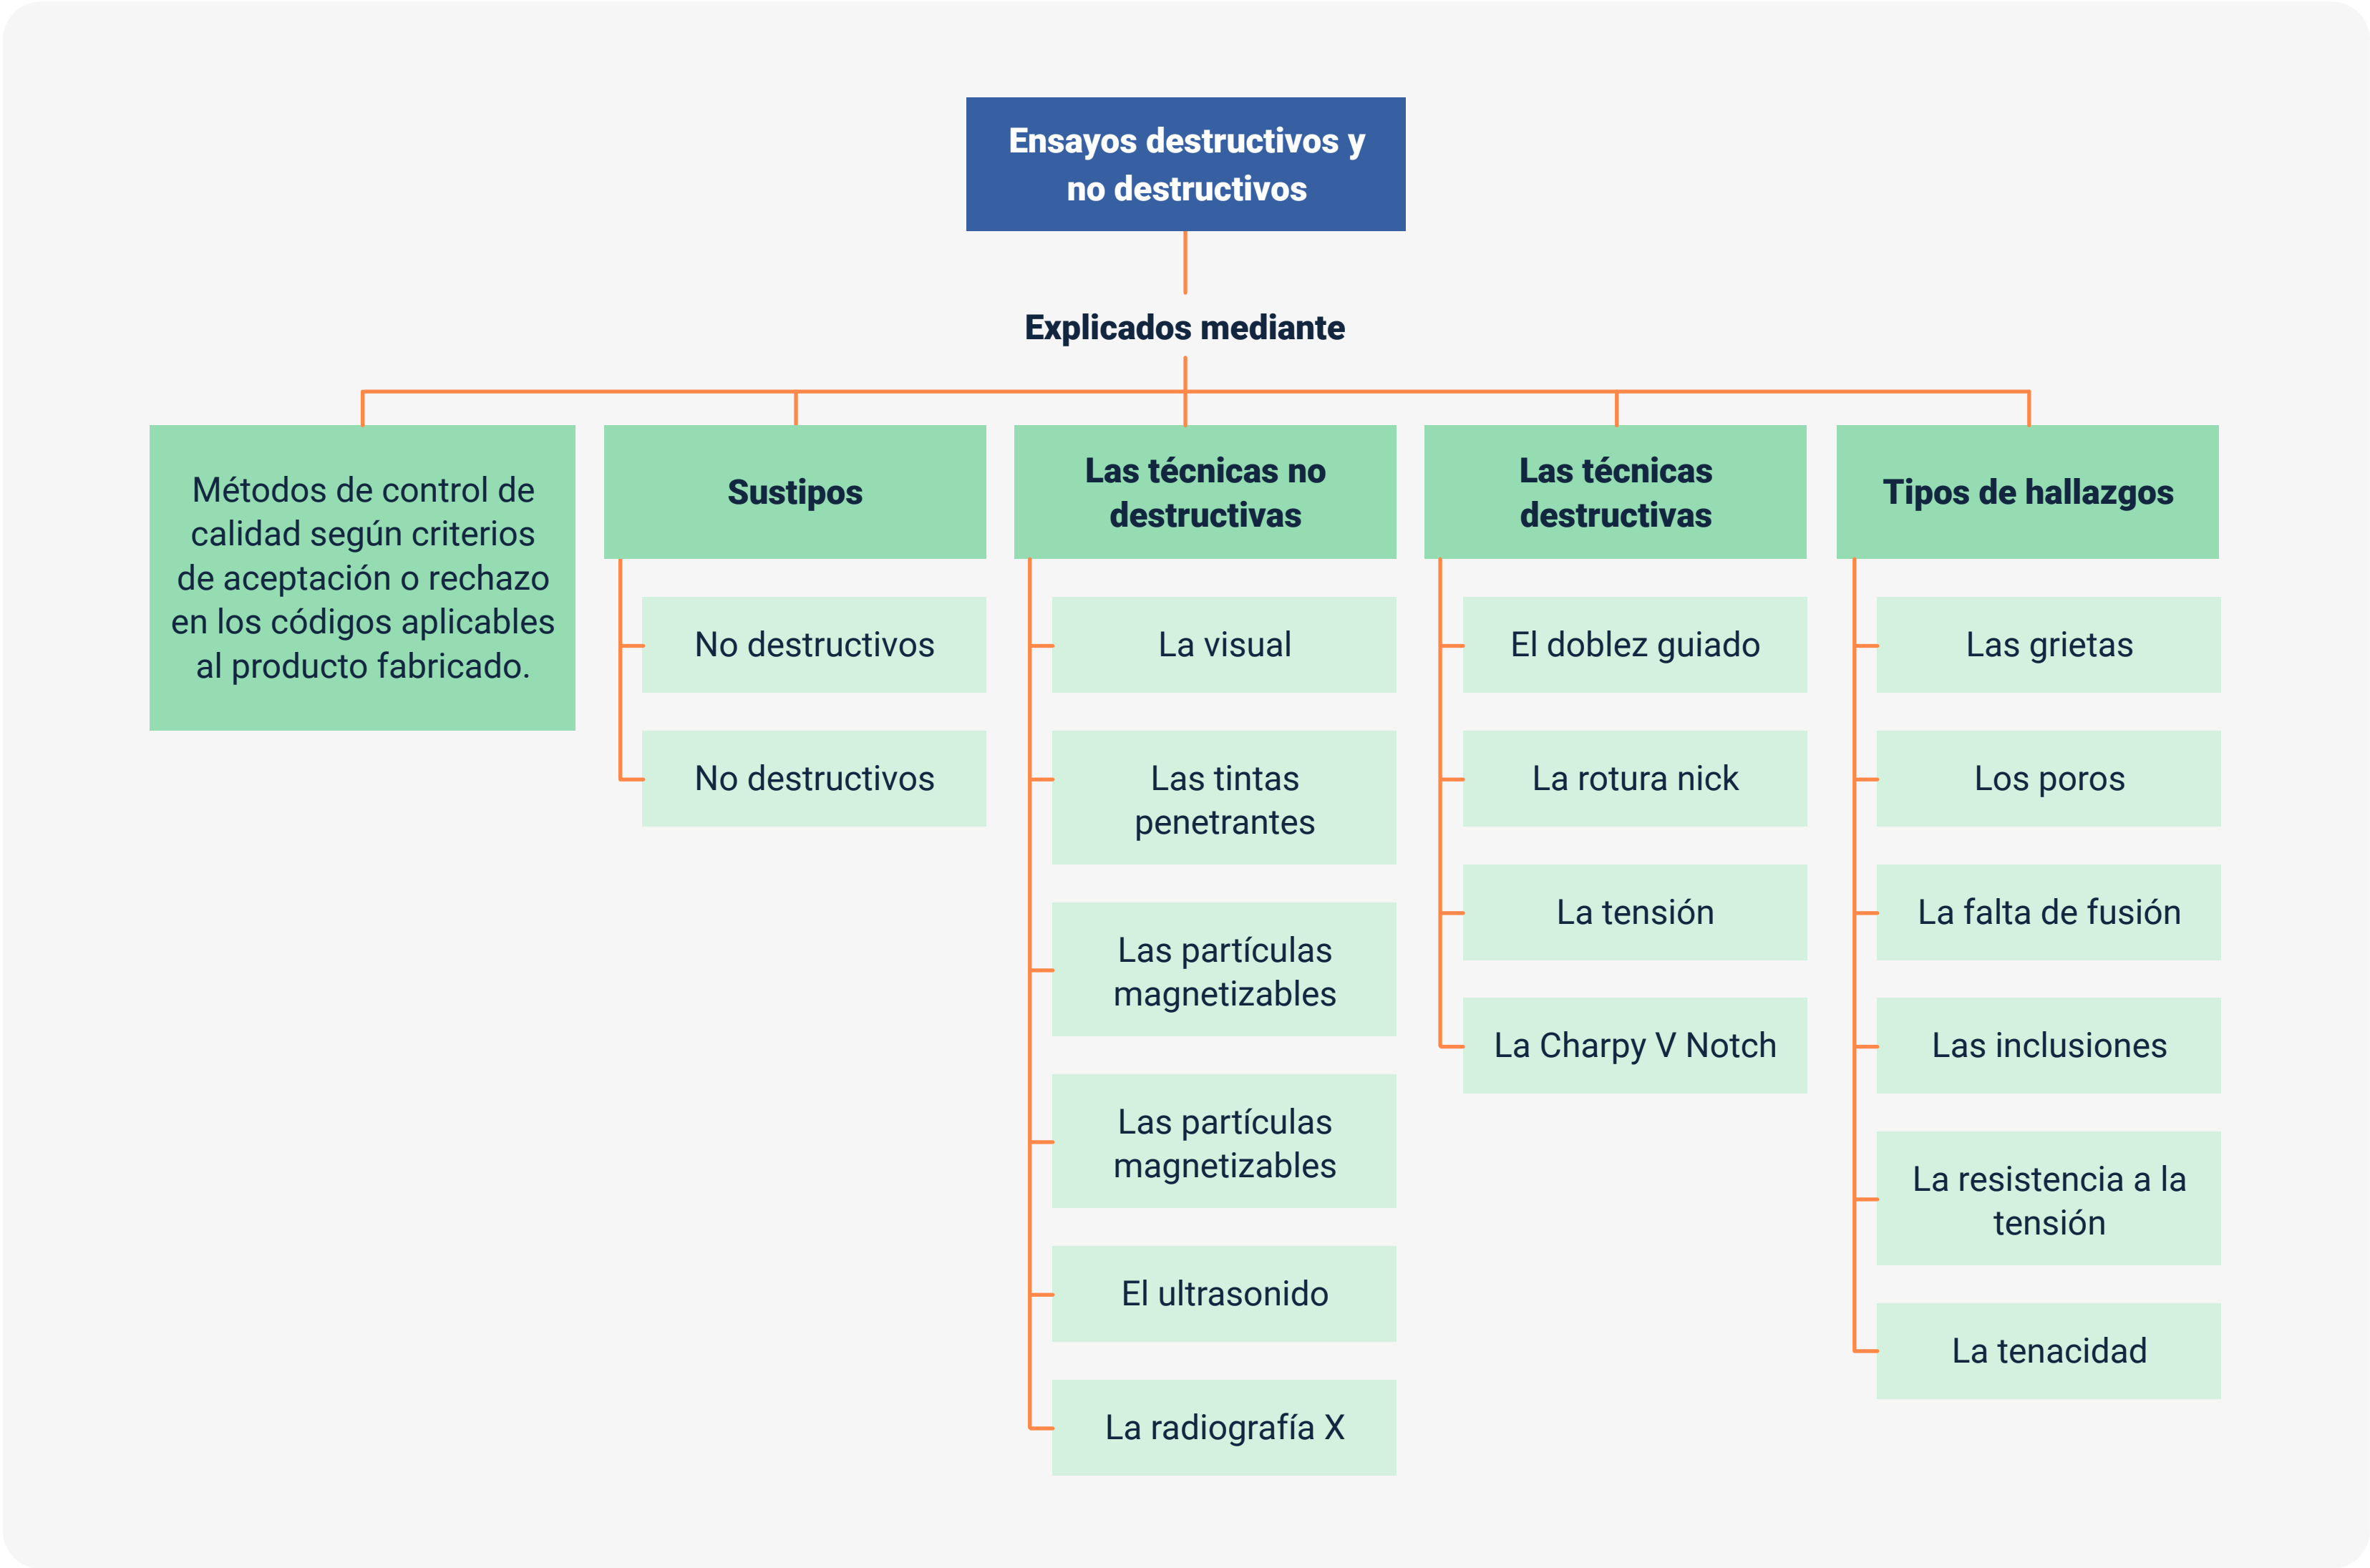 Ensayos destructivos y
no destructivos
Explicados mediante
Métodos de control de
calidad según criterios
de aceptación o rechazo
en los códigos aplicables
al producto fabricado.
Sustipos
No destructivos
No destructivos
Las técnicas no
destructivas
La visual
Las tintas
penetrantes
Las partículas
magnetizables
Las partículas
magnetizables
El ultrasonido
La radiografía X
Las técnicas
destructivas
El doblez guiado
La rotura nick
La tensión
La Charpy V Notch
Tipos de hallazgos
Las grietas
Los poros
La falta de fusión
Las inclusiones
La resistencia a la
tensión
La tenacidad